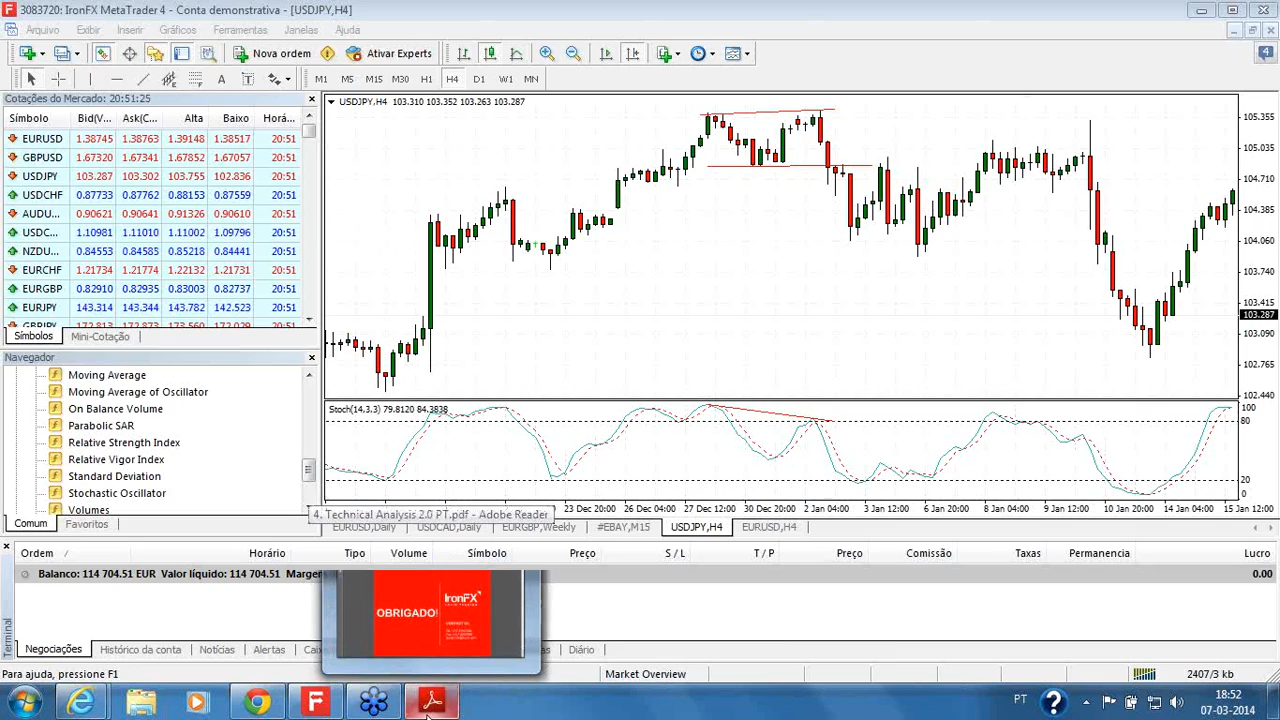 3083720: IronFX MetaTrader 4 - Conta demonstrativa - [USDJPY,H4]
Arquivo Exibir Inserir Gráficos Ferramentas Janelas Ajuda
Nova ordem Ativar Experts 4
A T M1 M5 M15 M30 H1 H4 D1 W1 MN
Cotações do Mercado: 20:51:25
Símbolo Bid(V... Ask(C... Alta Baixo Horá...
EURUSD 1.38745 1.38765 1.39148 1.38517 20:51
GBPUSD 1.67320 1.67341 1.67852 1.67057 20:51
USDJPY 103.287 103.302 103.755 102.836 20:51
USDCHF 0.87733 0.87762 0.88153 0.87559 20:51
AUDU... 0.90621 0.90641 0.91326 0.90610 20:51
USDC... 1.10981 1.11010 1.11002 1.09796 20:51
NZDU... 0.84553 0.84585 0.85218 0.84441 20:51
EURCHF 1.21734 1.21774 1.22132 1.21731 20:51
EURGBP 0.82910 0.82935 0.83003 0.82737 20:51
EURJPY 143.314 143.344 143.782 142.523 20:51
GBPJPY 172.813 172.873 173.560 172.029 20:51
Símbolos Mini-Cotação
Navegador
Moving Average
Moving Average of Oscillator
On Balance Volume
Parabolic SAR
Relative Strength Index
Relative Vigor Index
Standard Deviation
Stochastic Oscillator
Volumes
Comum Favoritos
USDJPY,H4 103.310 103.352 103.263 103.287
105.355
105.035
104.710
104.385
104.060
103.740
103.415
103.287
103.090
102.765
102.440
Stoch(14,3,3) 79.8120 84.3838
100
80
20
0
23 Dec 20:00 26 Dec 04:00 27 Dec 12:00 30 Dec 20:00 2 Jan 04:00 3 Jan 12:00 6 Jan 20:00 8 Jan 04:00 9 Jan 12:00 10 Jan 20:00 14 Jan 04:00 15 Jan 12:00
4. Technical Analysis 2.0 PT.pdf - Adobe Reader
EURUSD,Daily USDCAD,Daily EURGBP,Weekly #EBAY,M15 USDJPY,H4 EURUSD,H4
Ordem / Horário Tipo Volume Símbolo Preço S / L T / P Preço Comissão Taxas Permanencia Lucro
Balanco: 114 704.51 EUR Valor líquido: 114 704.51 Margem 0.00
OBRIGADO! IronFX
Terminal
Negociações Histórico da conta Notícias Alertas Diário
Para ajuda, pressione F1 Market Overview 2407/3 kb
PT 18:52
07-03-2014